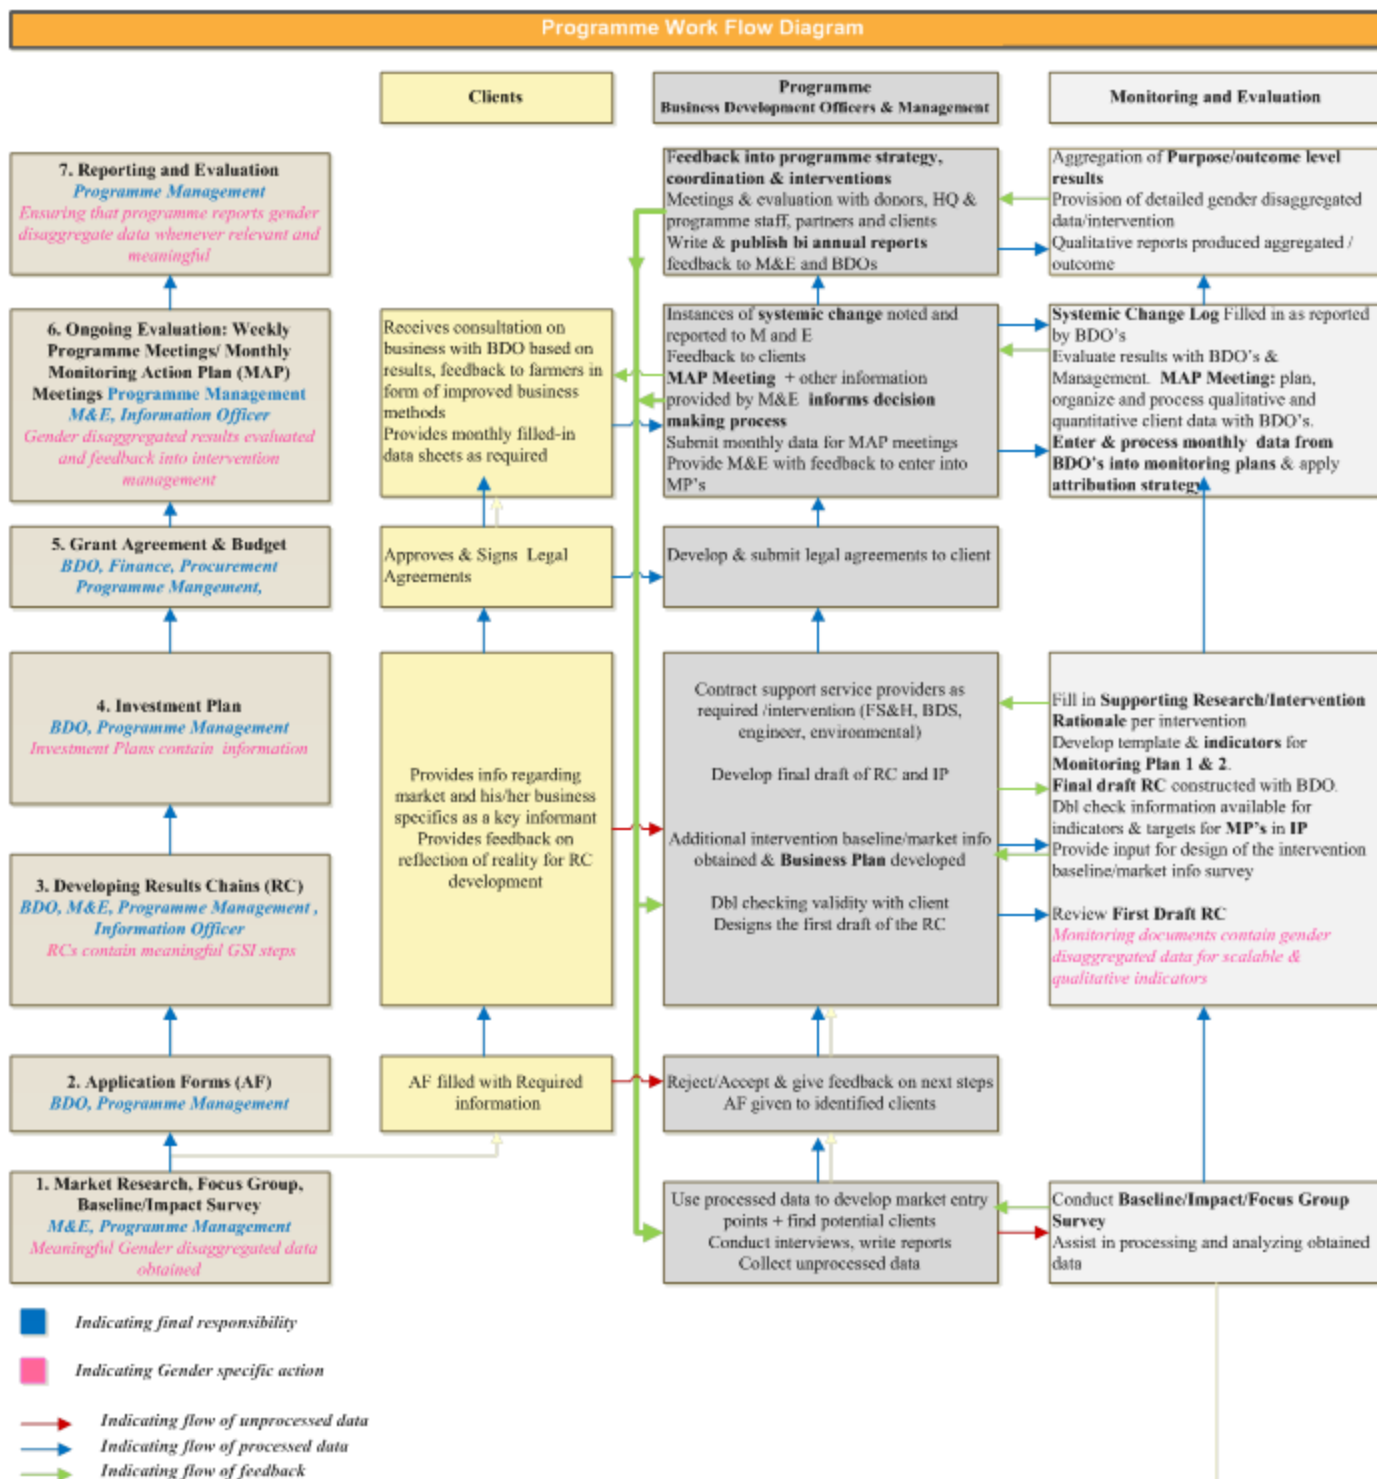 Programme Work Flow Diagram
Clients
Programme
Business Development Officers & Management
Monitoring and Evaluation
7. Reporting and Evaluation
Programme Management
Ensuring that programme reports gender
disaggregate data whenever relevant and
meaningful
Feedback into programme strategy,
coordination & interventions
Meetings & evaluation with donors, HQ &
programme staff, partners and clients
Write & publish bi annual reports
feedback to M&E and BDOs
Aggregation of Purpose/outcome level
results
Provision of detailed gender disaggregated
data/intervention
Qualitative reports produced aggregated /
outcome
6. Ongoing Evaluation: Weekly
Programme Meetings/ Monthly
Monitoring Action Plan (MAP)
Meetings Programme Management
M&E, Information Officer
Gender disaggregated results evaluated
and feedback into intervention
management
Receives consultation on
business with BDO based on
results, feedback to farmers in
form of improved business
methods
Provides monthly filled-in
data sheets as required
Instances of systemic change noted and
reported to M and E
Feedback to clients
MAP Meeting + other information
provided by M&E informs decision
making process
Submit monthly data for MAP meetings
Provide M&E with feedback to enter into
MP's
Systemic Change Log Filled in as reported
by BDO's
Evaluate results with BDO's &
Management. MAP Meeting: plan,
organize and process qualitative and
quantitative client data with BDO's.
Enter & process monthly data from
BDO's into monitoring plans & apply
attribution strategy
5. Grant Agreement & Budget
BDO, Finance, Procurement
Programme Mangement,
Approves & Signs Legal
Agreements
Develop & submit legal agreements to client
4. Investment Plan
BDO, Programme Management
Investment Plans contain information
3. Developing Results Chains (RC)
BDO, M&E, Programme Management ,
Information Officer
RCs contain meaningful GSI steps
Provides info regarding
market and his/her business
specifics as a key informant
Provides feedback on
reflection of reality for RC
development
Contract support service providers as
required /intervention (FS&H, BDS,
engineer, environmental)
Develop final draft of RC and IP
Additional intervention baseline/market info
obtained & Business Plan developed
Dbl checking validity with client
Designs the first draft of the RC
Fill in Supporting Research/Intervention
Rationale per intervention
Develop template & indicators for
Monitoring Plan 1 & 2.
Final draft RC constructed with BDO.
Dbl check information available for
indicators & targets for MP's in IP
Provide input for design of the intervention
baseline/market info survey
Review First Draft RC
Monitoring documents contain gender
disaggregated data for scalable &
qualitative indicators
2. Application Forms (AF)
BDO, Programme Management
AF filled with Required
information
Reject/Accept & give feedback on next steps
AF given to identified clients
1. Market Research, Focus Group,
Baseline/Impact Survey
M&E, Programme Management
Meaningful Gender disaggregated data
obtained
Use processed data to develop market entry
points + find potential clients
Conduct interviews, write reports
Collect unprocessed data
Conduct Baseline/Impact/Focus Group
Survey
Assist in processing and analyzing obtained
data
Indicating final responsibility
Indicating Gender specific action
Indicating flow of unprocessed data
Indicating flow of processed data
Indicating flow of feedback